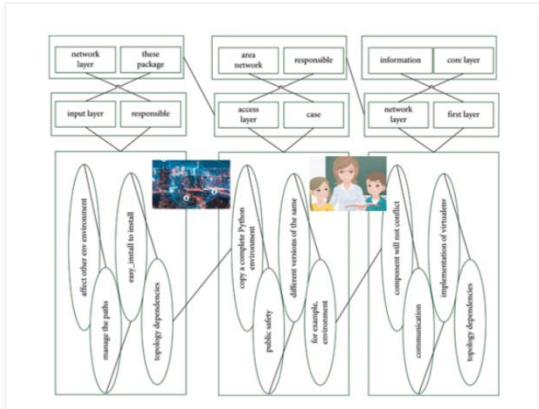 network
layer
these
package
area
network
responsible
information
core layer
input layer
responsible
access
layer
case
network
layer
first layer
affect other env environment
manage the paths
easy_install to install
topology dependencies
copy a complete Python
environment
public safety
different versions of the same
for example,
environment
component will not conflict
communication
implementation of virtualenv
topology dependencies